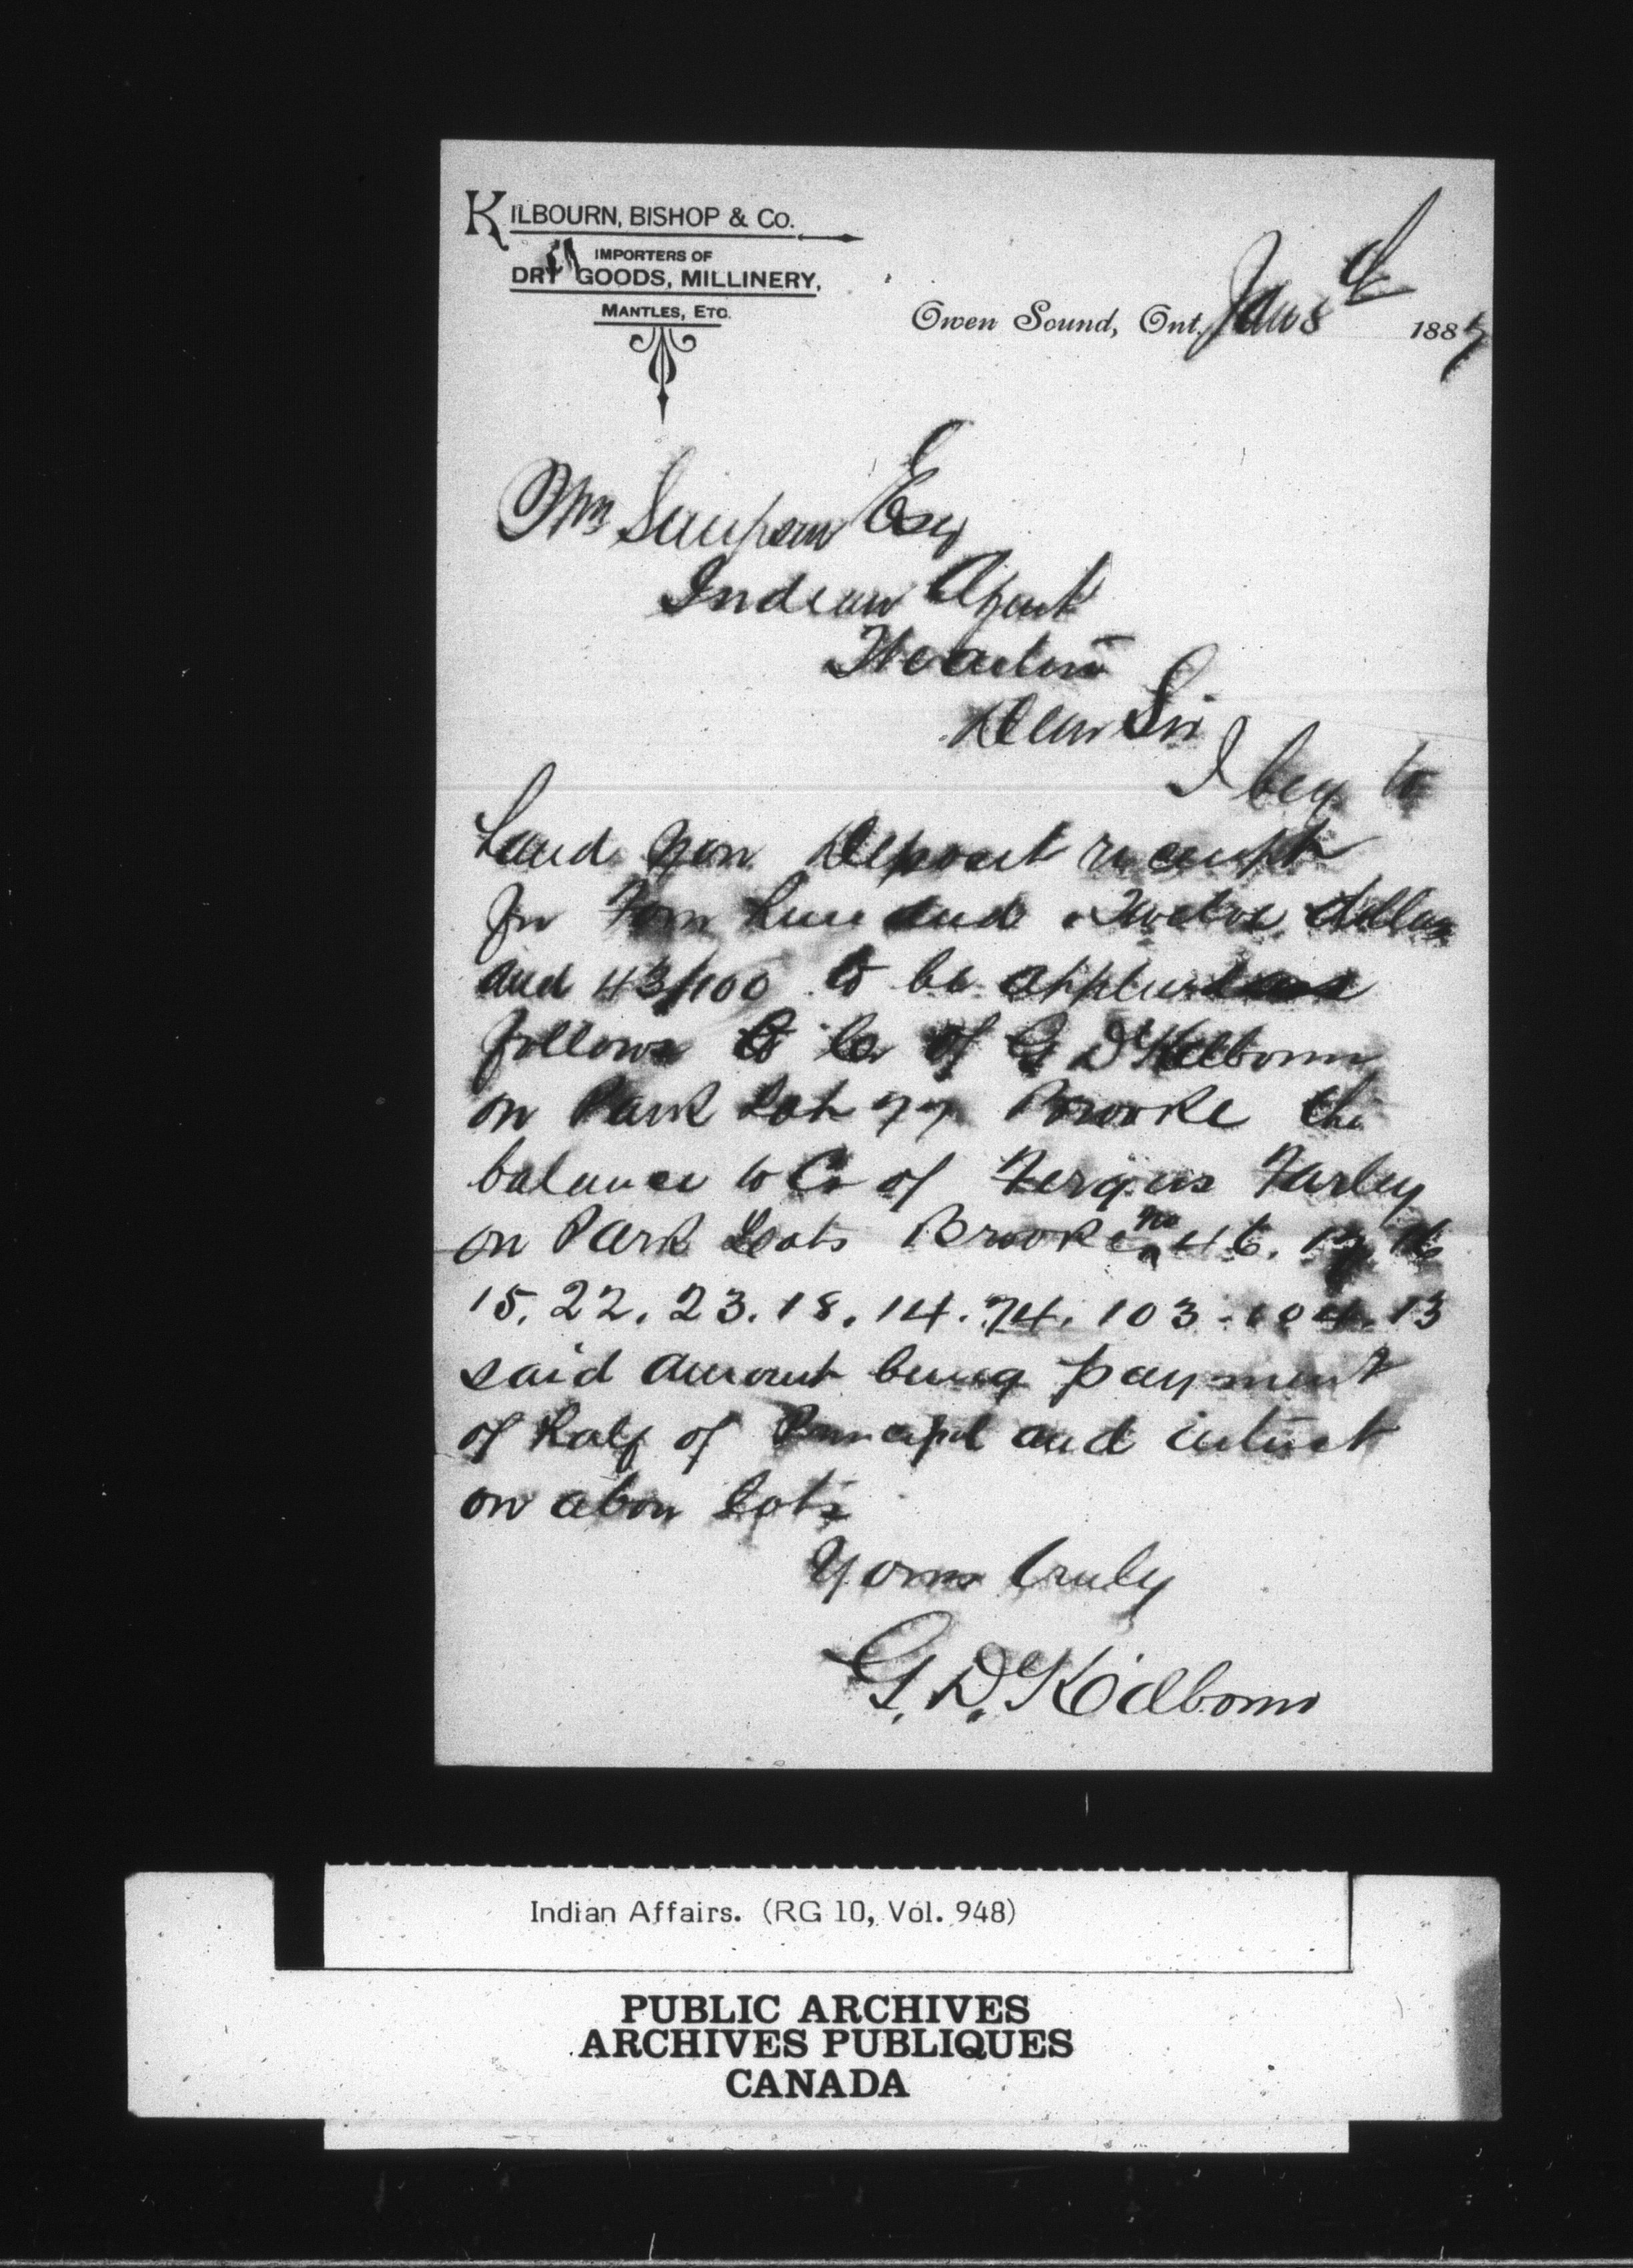 KILBOURN, BISHOP & Co.
IMPORTERS OF
DRY GOODS, MILLINERY,
MANTLES, ETC.
Owen Sound, Ont. Jan 8th 1887
Wm Simpson Esq
Indian Agent
Wiarton
Dear Sir
I beg to
hand you Deposit receipt
for Four hundred & Twelve dollars
and 43/100 to be applied as
follows to Cr of G D Kilbourn
on Park Lot 77 Brooke the
balance to Cr of Fergus Farley
on Park Lots Brooke no 46. 17. 16
15. 22. 23. 18. 14. 74. 103. 104. 13
said amount being payment
of half of Principal and interest
on above Lots
Yours truly
G. D. Kilbourn
Indian Affairs. (RG 10, Vol. 948)
PUBLIC ARCHIVES
ARCHIVES PUBLIQUES
CANADA